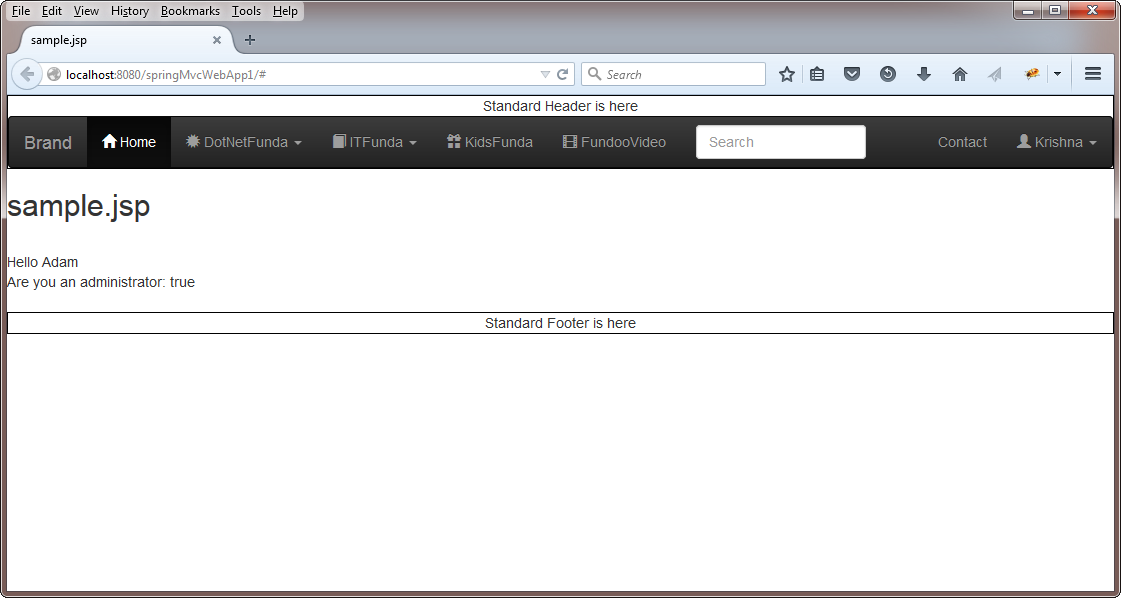 File Edit View History Bookmarks Tools Help
sample.jsp
localhost:8080/springMvcWebApp1/# Search
Standard Header is here
Brand Home DotNetFunda ITFunda KidsFunda FundooVideo Search Contact Krishna
sample.jsp
Hello Adam
Are you an administrator: true
Standard Footer is here